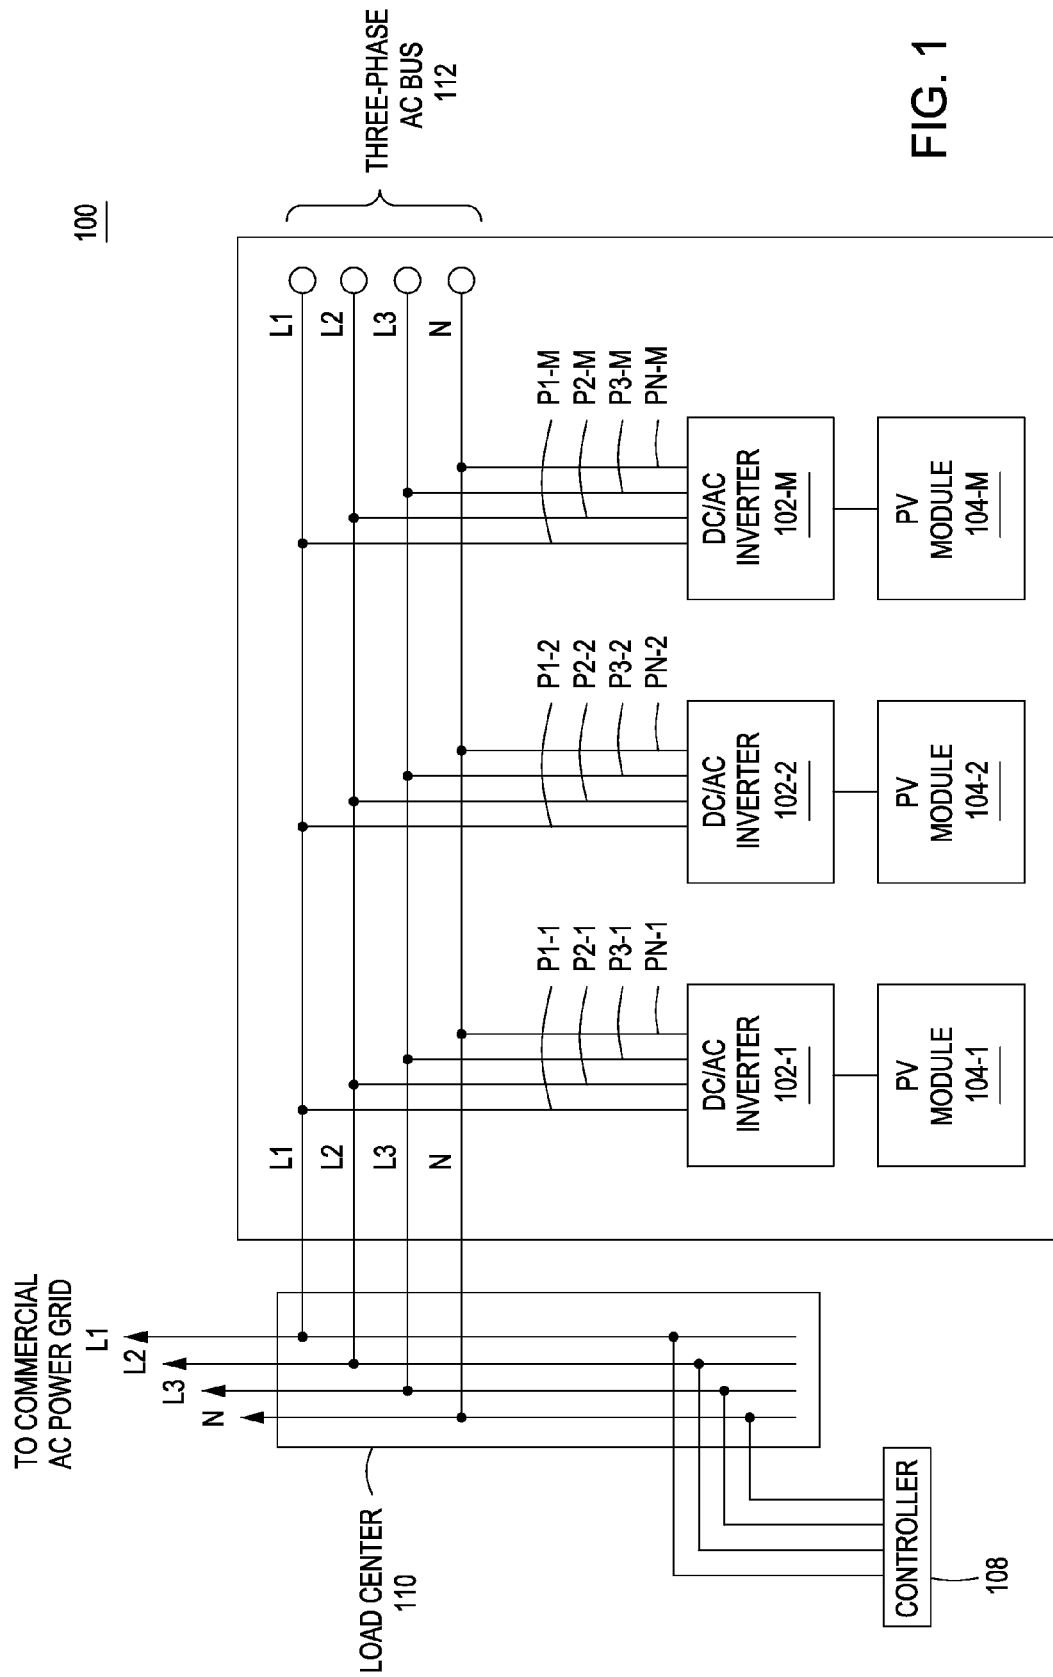 100
TO COMMERCIAL
AC POWER GRID
L1
L2
L3
N
THREE-PHASE
AC BUS
112
L1
L2
L3
N
L1
L2
L3
N
LOAD CENTER
110
P1-1
P2-1
P3-1
PN-1
P1-2
P2-2
P3-2
PN-2
P1-M
P2-M
P3-M
PN-M
DC/AC
INVERTER
102-1
DC/AC
INVERTER
102-2
DC/AC
INVERTER
102-M
PV
MODULE
104-1
PV
MODULE
104-2
PV
MODULE
104-M
CONTROLLER
108
FIG. 1